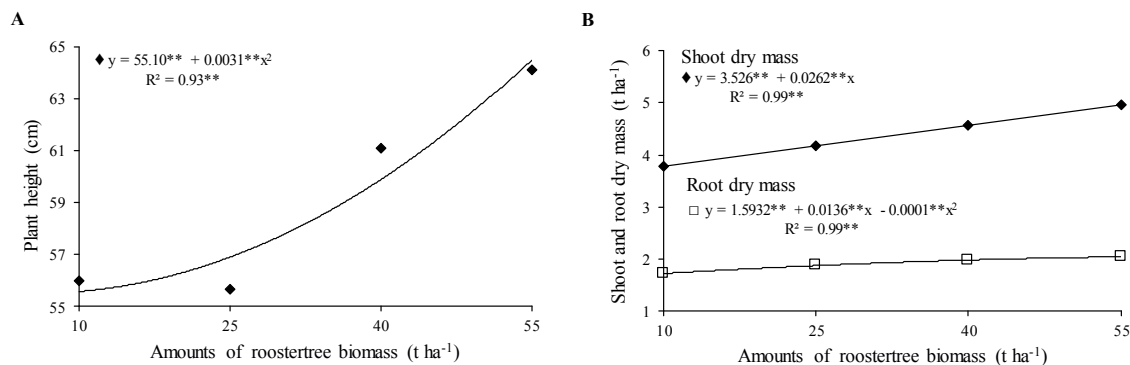 A
65
63
61
59
57
55
Plant height (cm)
y = 55.10** + 0.0031**x²
R² = 0.93**
10 25 40 55
Amounts of roostertree biomass (t ha⁻¹)
B
6
5
4
3
2
1
Shoot and root dry mass (t ha⁻¹)
Shoot dry mass
y = 3.526** + 0.0262**x
R² = 0.99**
Root dry mass
y = 1.5932** + 0.0136**x - 0.0001**x²
R² = 0.99**
10 25 40 55
Amounts of roostertree biomass (t ha⁻¹)